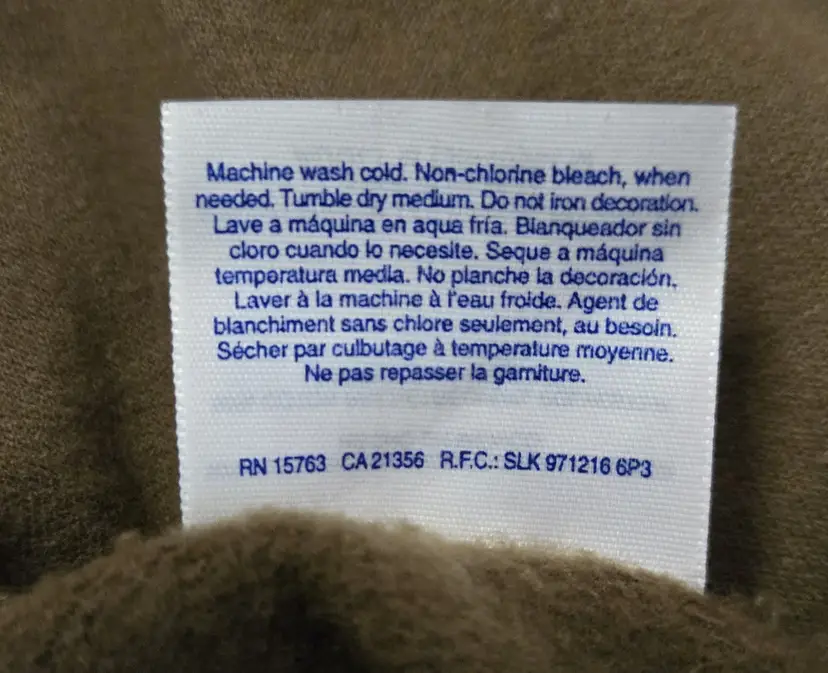 Machine wash cold. Non-chlorine bleach, when
needed. Tumble dry medium. Do not iron decoration.
Lave a máquina en aqua fría. Blanqueador sin
cloro cuando lo necesite. Seque a máquina
temperatura media. No planche la decoración.
Laver à la machine à l'eau froide. Agent de
blanchiment sans chlore seulement, au besoin.
Sécher par culbutage à température moyenne.
Ne pas repasser la garniture.
RN 15763 CA 21356 R.F.C.: SLK 971216 6P3